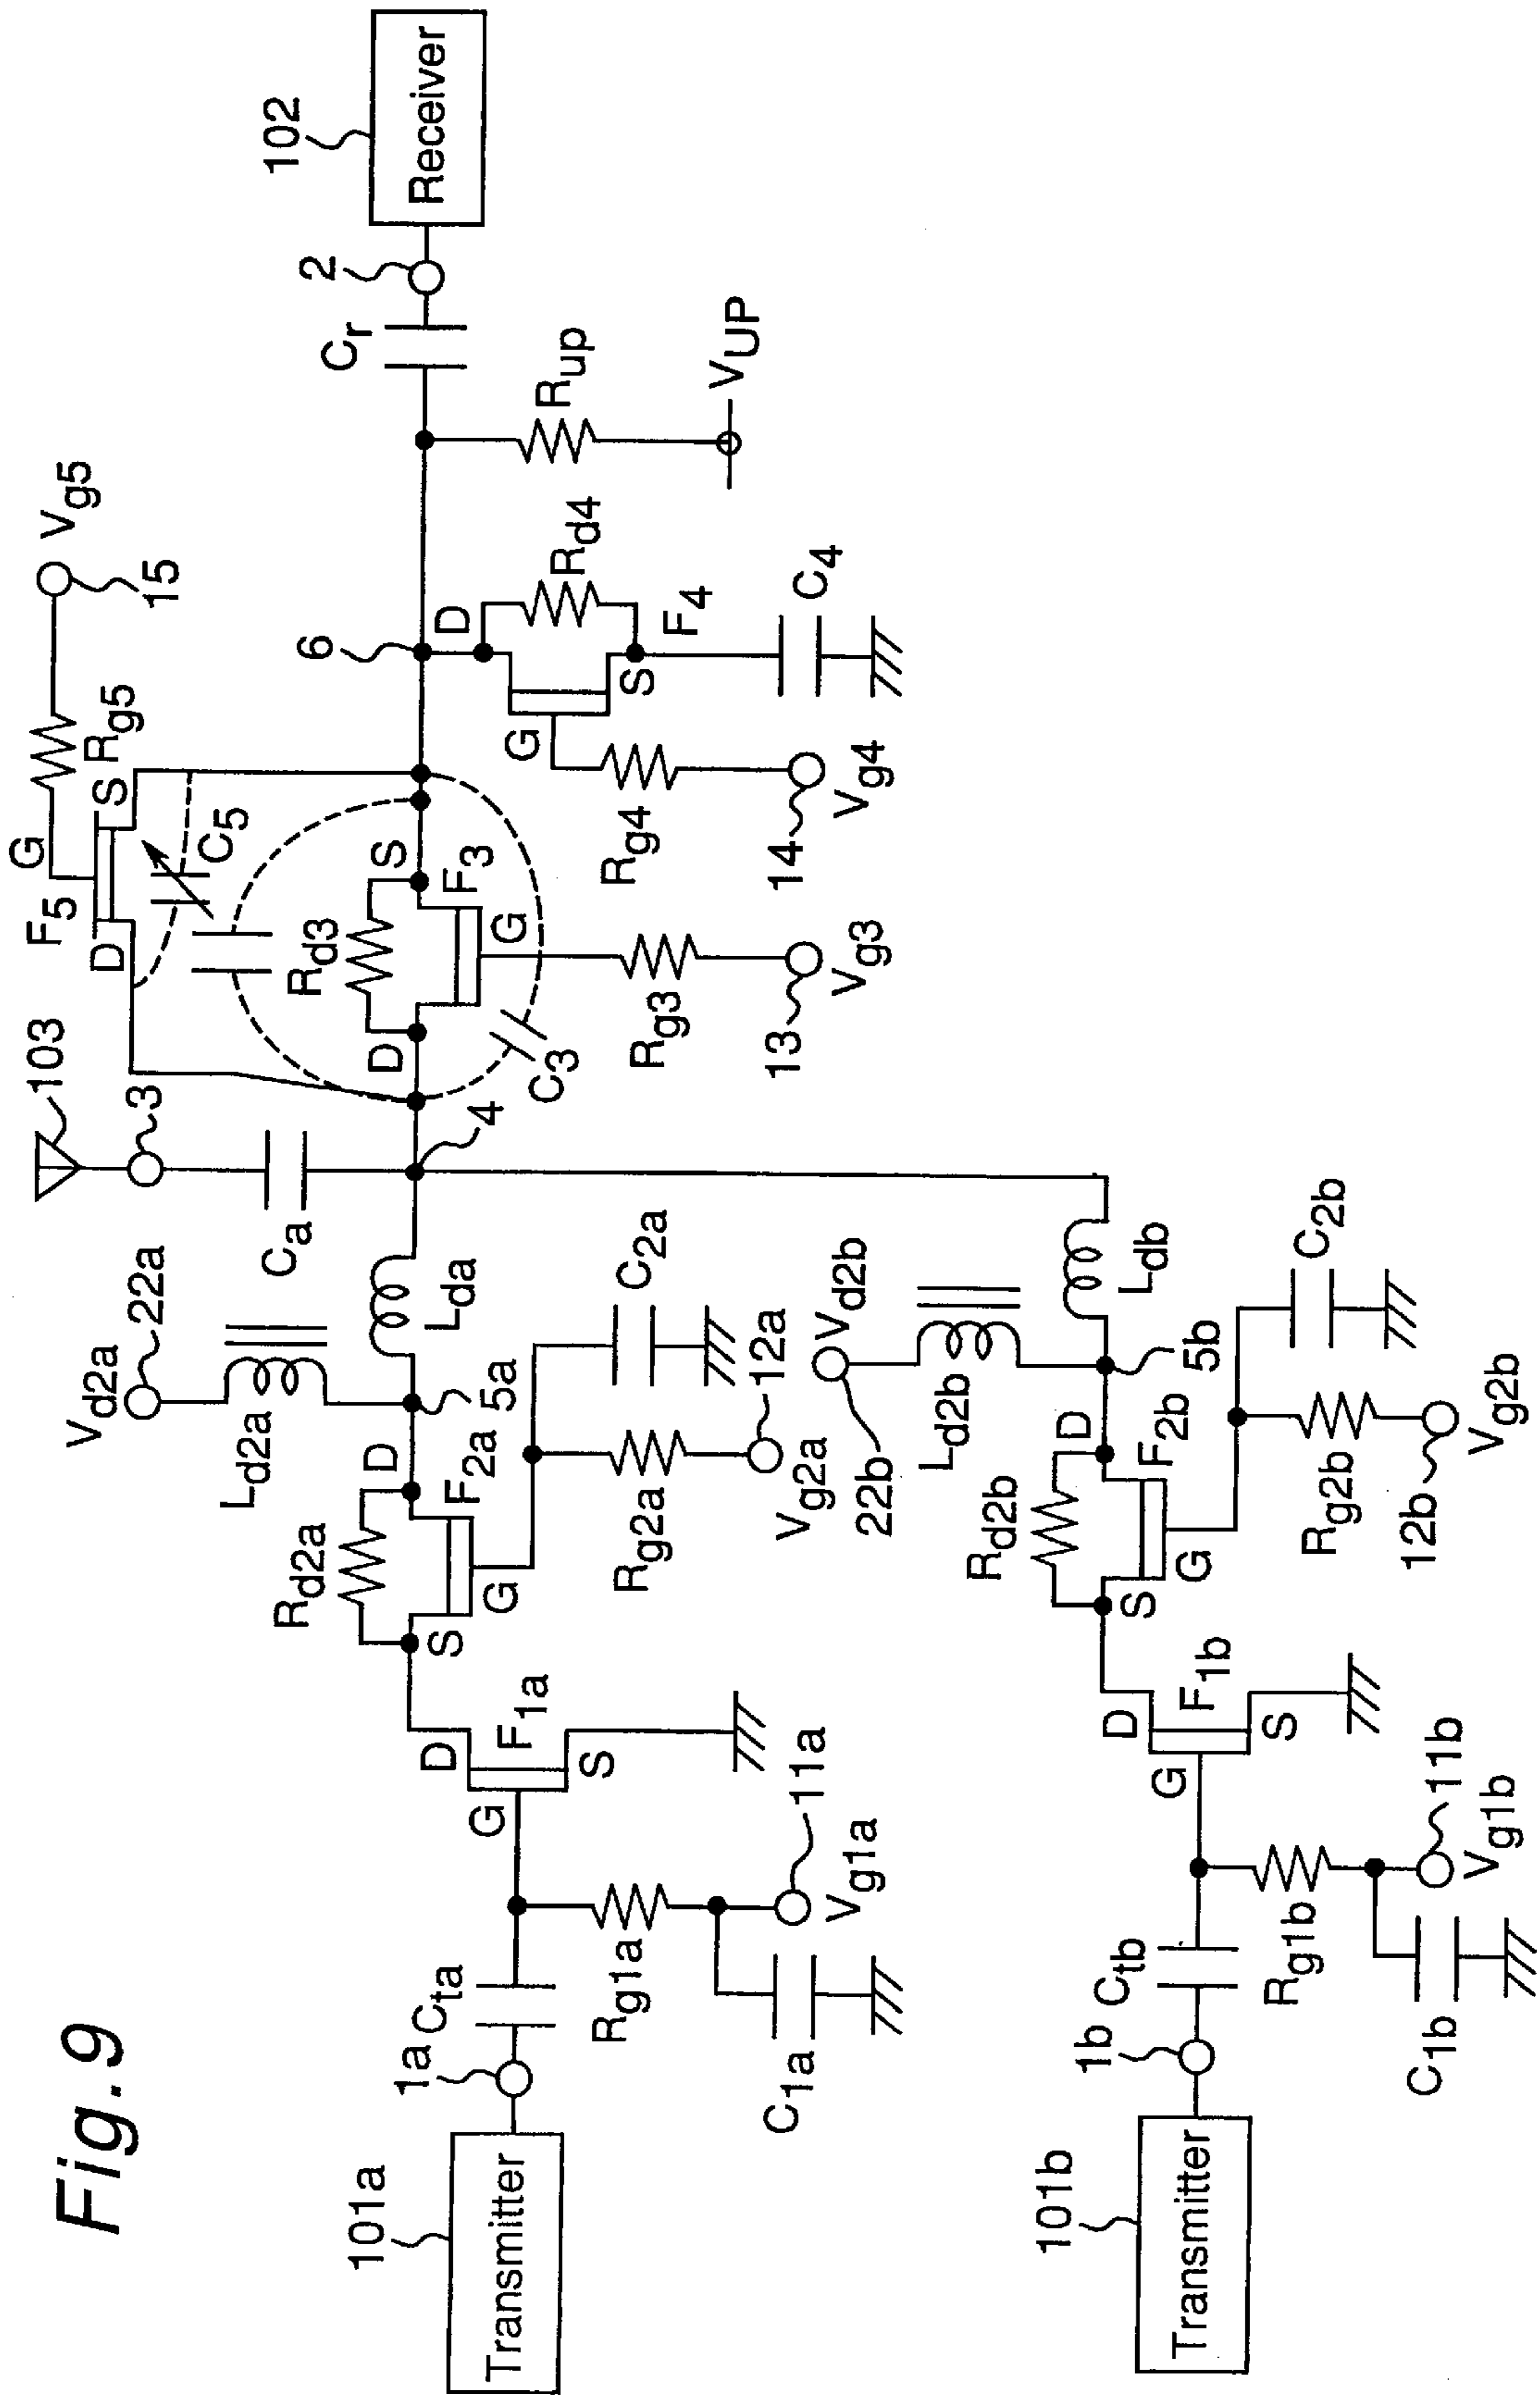 Fig.9
101a
Transmitter
1a
Cta
Rg1a
C1a
11a
Vg1a
G
D
S
F1a
Rd2a
S
D
G
F2a
Rg2a
12a
Vg2a
C2a
5a
Ld2a
Vd2a
22a
Lda
Ca
3
103
4
D
S
G
F3
Rd3
C3
Rg3
13
Vg3
F5
D
G
S
C5
Rg5
15
Vg5
6
D
G
S
F4
Rd4
C4
Rg4
14
Vg4
Rup
VUP
Cr
2
102
Receiver
101b
Transmitter
1b
Ctb
Rg1b
C1b
11b
Vg1b
G
D
S
F1b
Rd2b
S
D
G
F2b
Rg2b
12b
Vg2b
C2b
5b
Ld2b
Vd2b
22b
Ldb